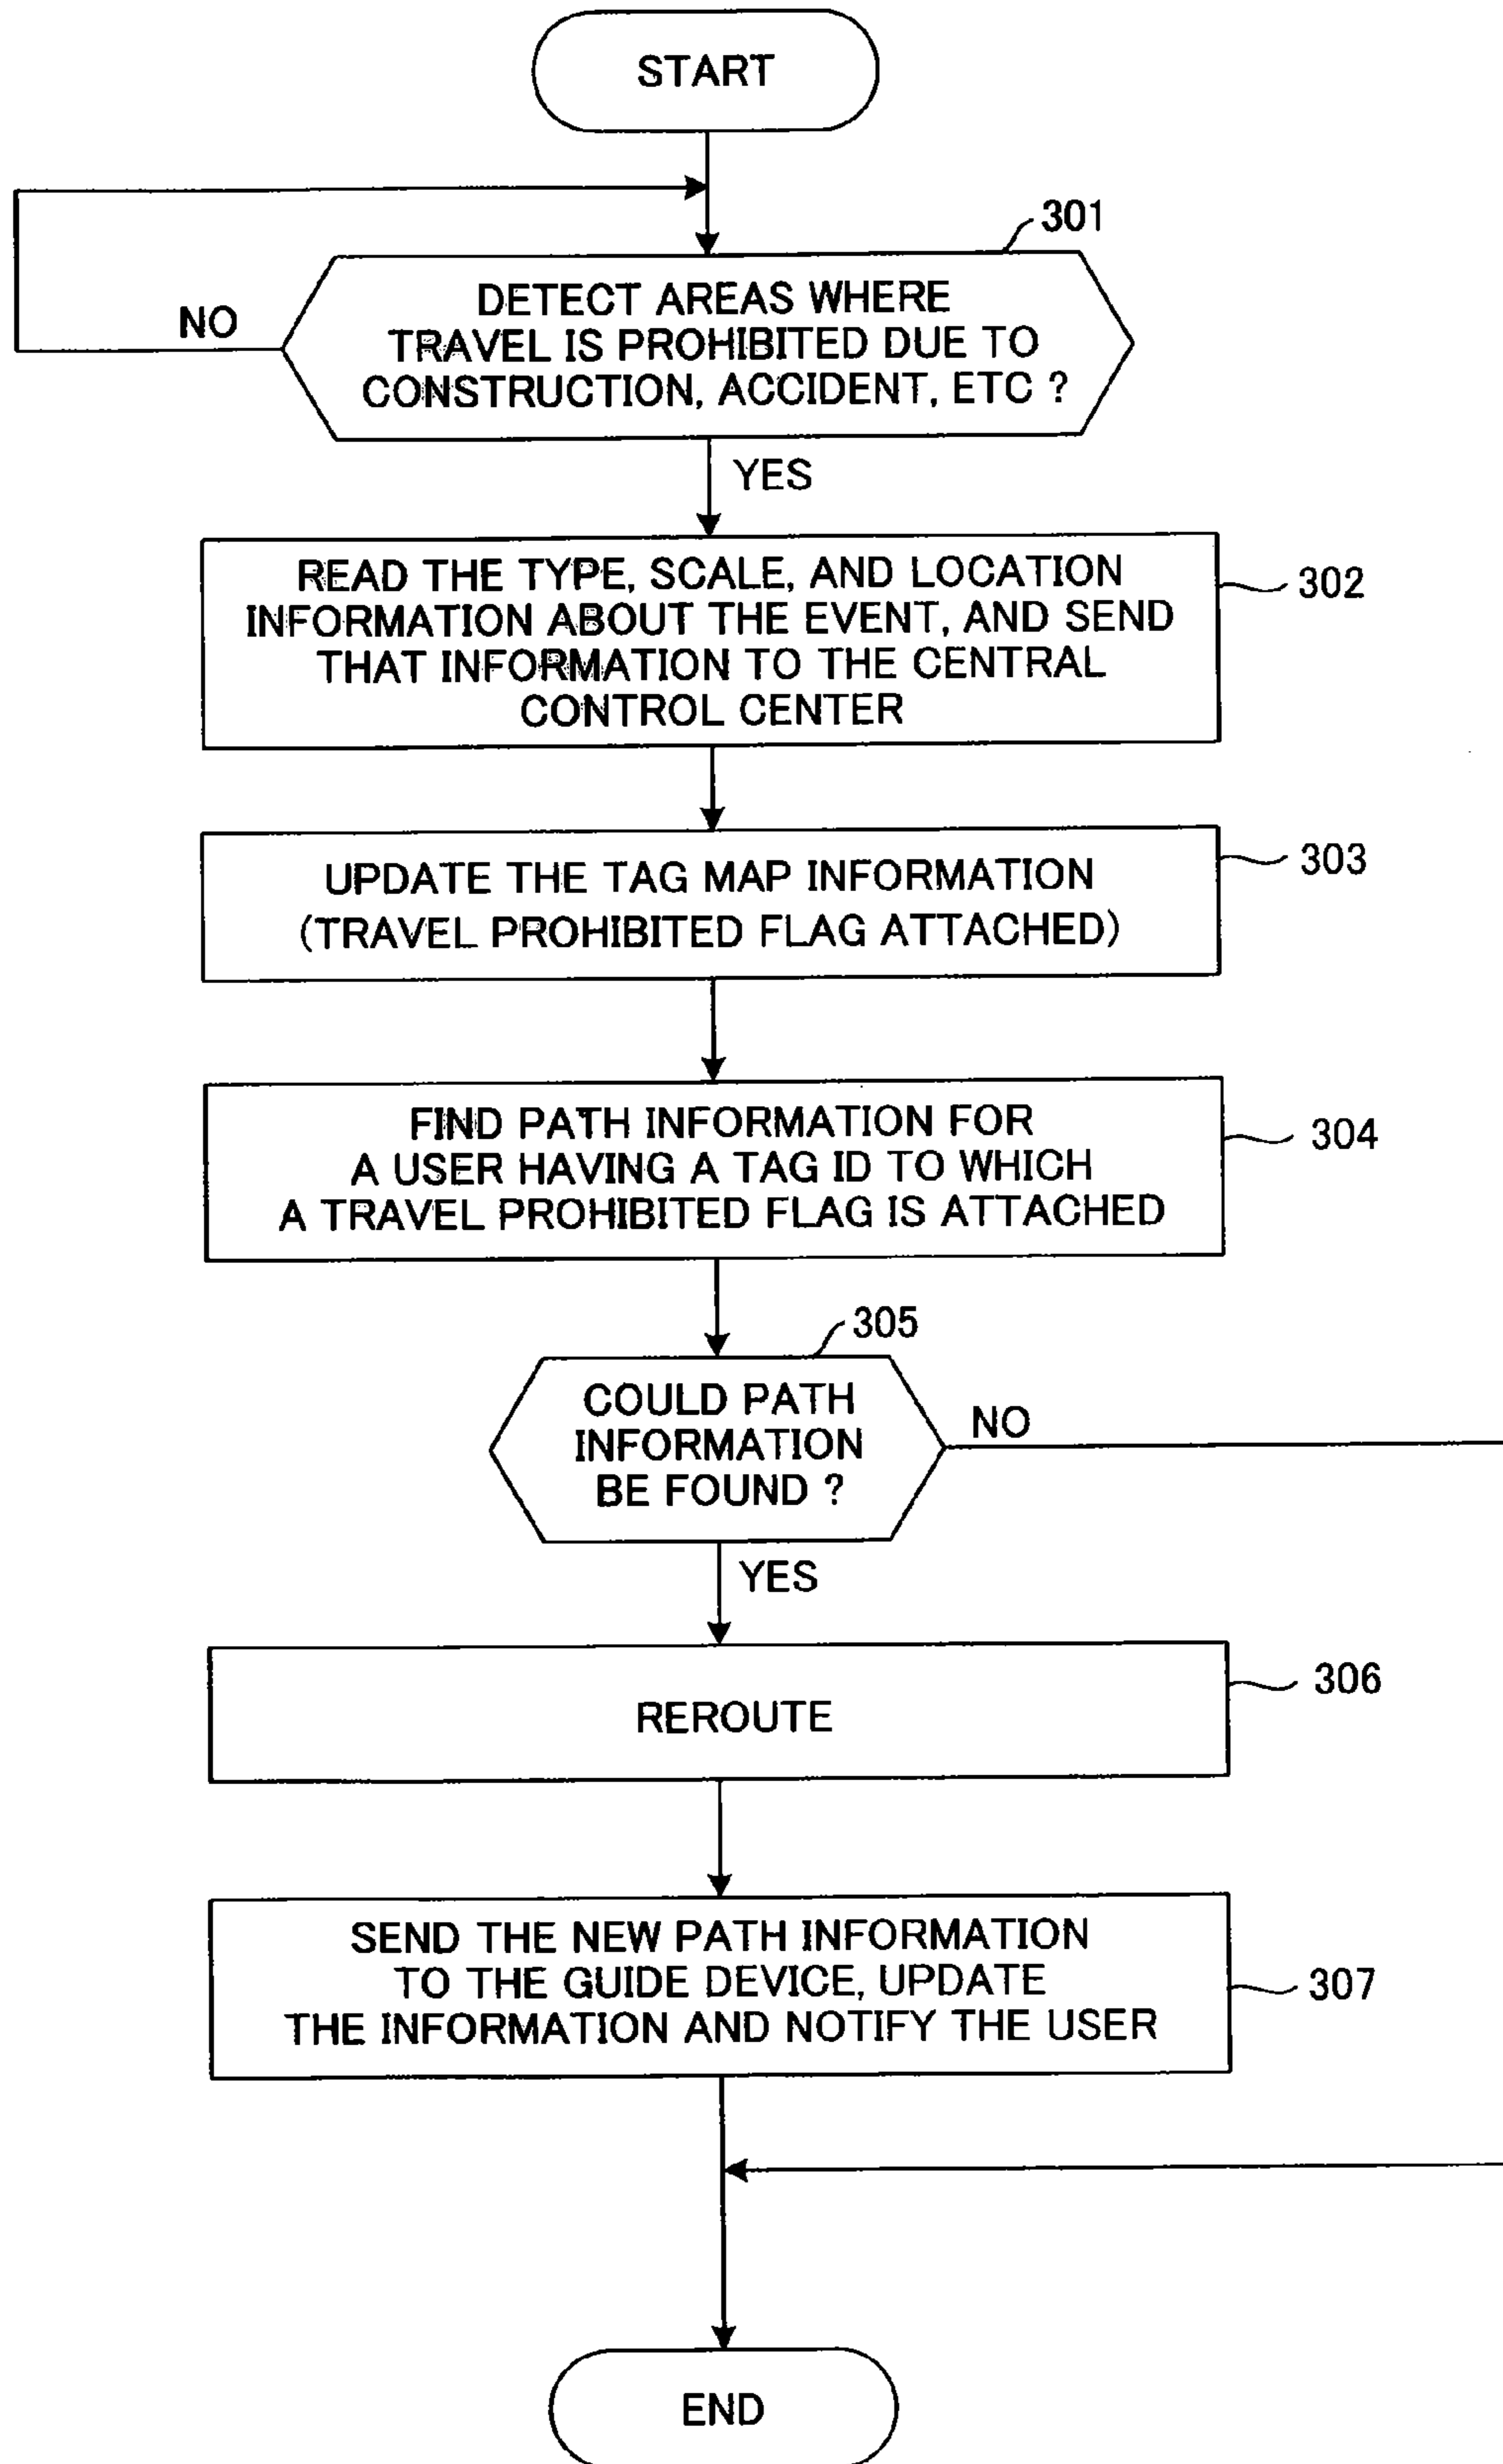 START
301
DETECT AREAS WHERE
TRAVEL IS PROHIBITED DUE TO
CONSTRUCTION, ACCIDENT, ETC ?
NO
YES
READ THE TYPE, SCALE, AND LOCATION
INFORMATION ABOUT THE EVENT, AND SEND
THAT INFORMATION TO THE CENTRAL
CONTROL CENTER
302
UPDATE THE TAG MAP INFORMATION
(TRAVEL PROHIBITED FLAG ATTACHED)
303
FIND PATH INFORMATION FOR
A USER HAVING A TAG ID TO WHICH
A TRAVEL PROHIBITED FLAG IS ATTACHED
304
305
COULD PATH
INFORMATION
BE FOUND ?
NO
YES
REROUTE
306
SEND THE NEW PATH INFORMATION
TO THE GUIDE DEVICE, UPDATE
THE INFORMATION AND NOTIFY THE USER
307
END